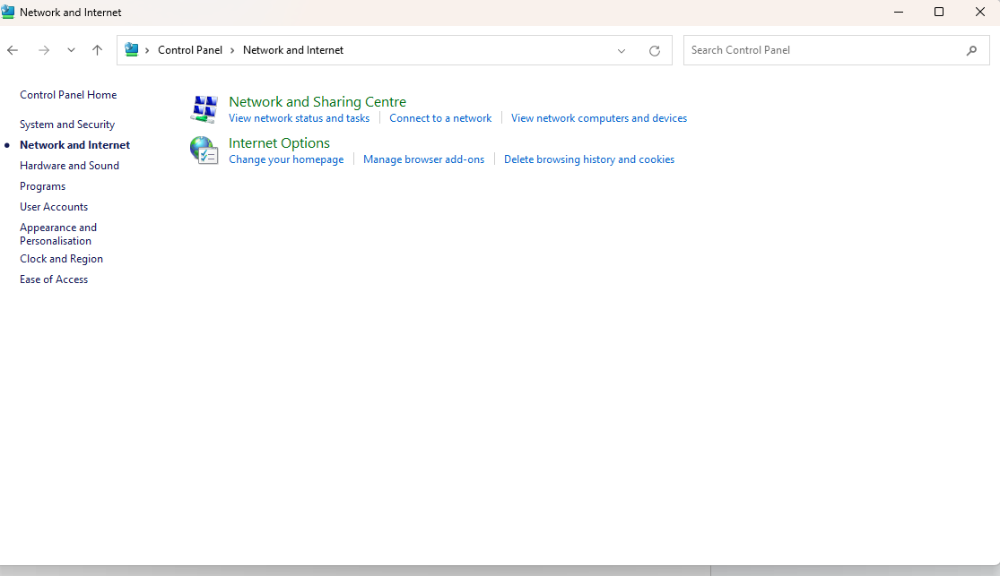 Network and Internet
Control Panel > Network and Internet
Search Control Panel
Control Panel Home
System and Security
Network and Internet
Hardware and Sound
Programs
User Accounts
Appearance and
Personalisation
Clock and Region
Ease of Access
Network and Sharing Centre
View network status and tasks | Connect to a network | View network computers and devices
Internet Options
Change your homepage | Manage browser add-ons | Delete browsing history and cookies